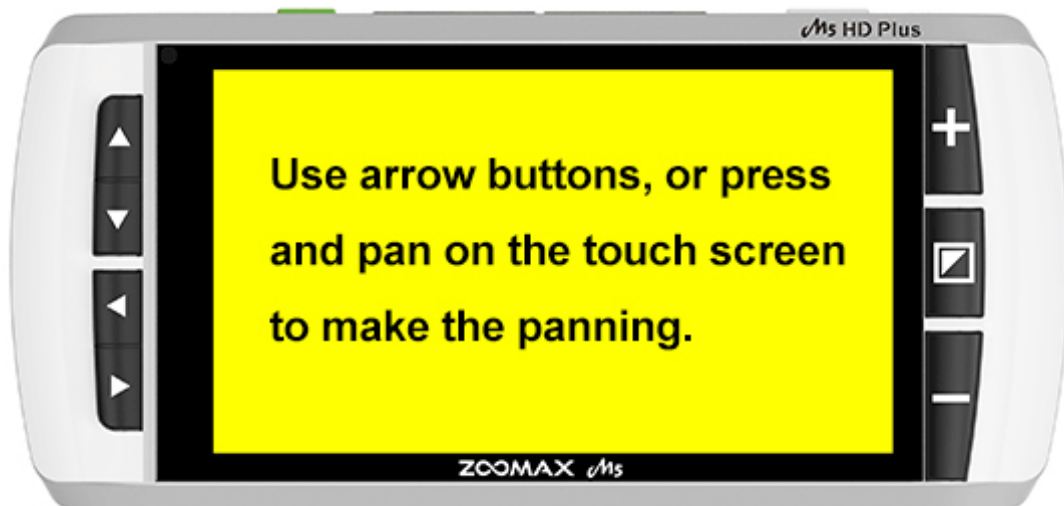 M5 HD Plus
Use arrow buttons, or press
and pan on the touch screen
to make the panning.
ZOOMAX M5